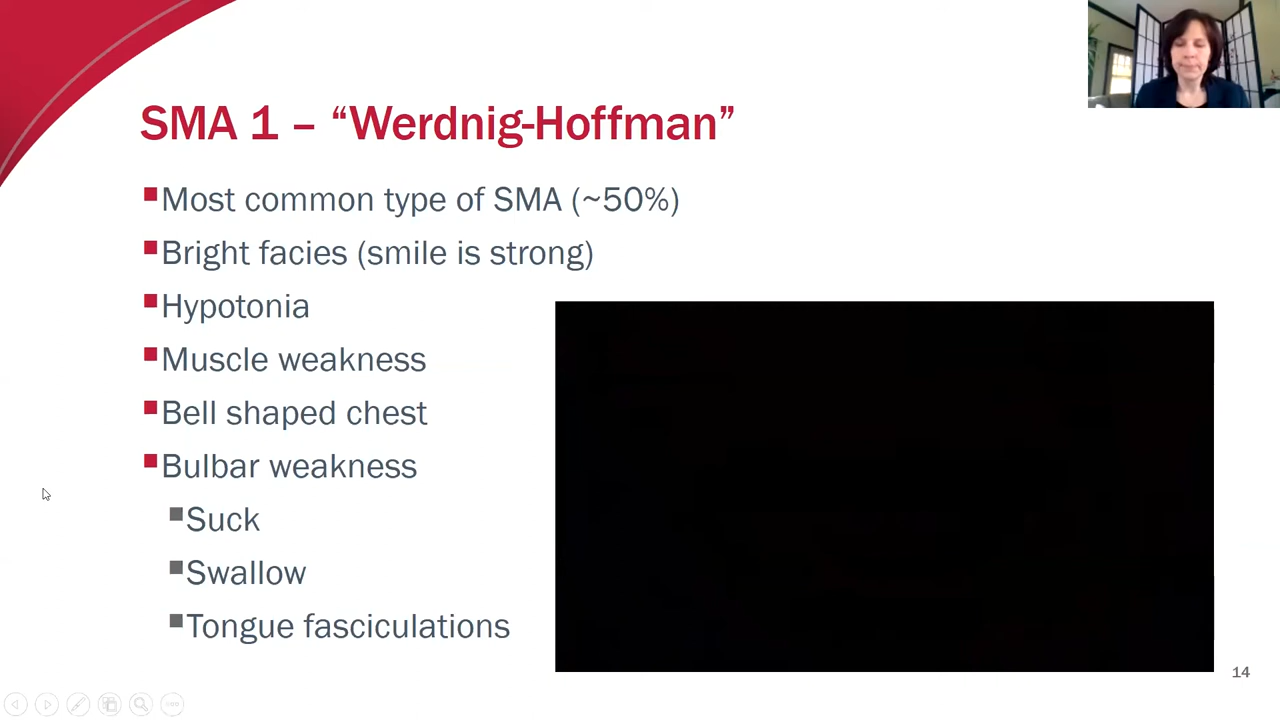 SMA 1 – “Werdnig-Hoffman”
Most common type of SMA (~50%)
Bright facies (smile is strong)
Hypotonia
Muscle weakness
Bell shaped chest
Bulbar weakness
Suck
Swallow
Tongue fasciculations
14